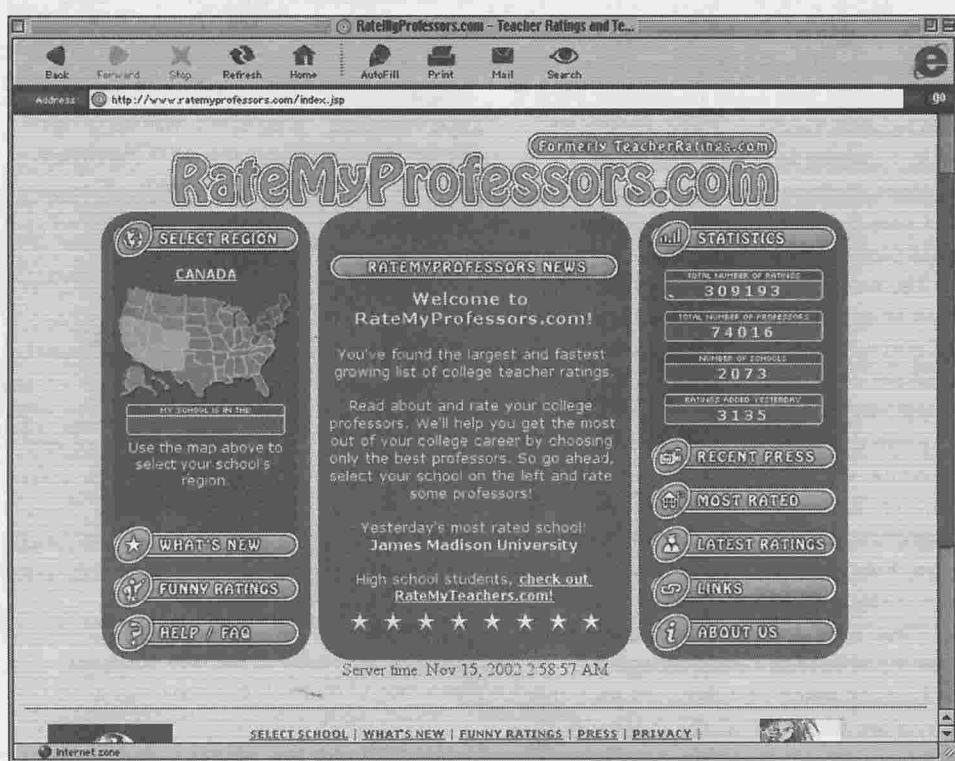 RateMyProfessors.com – Teacher Ratings and Te...
Back
Forward
Stop
Refresh
Home
AutoFill
Print
Mail
Search
Address:
http://www.ratemyprofessors.com/index.jsp
go
Formerly TeacherRatings.com
RateMyProfessors.com
SELECT REGION
CANADA
MY SCHOOL IS IN THE
Use the map above to
select your school's
region.
WHAT'S NEW
FUNNY RATINGS
HELP / FAQ
RATEMYPROFESSORS NEWS
Welcome to
RateMyProfessors.com!
You've found the largest and fastest
growing list of college teacher ratings.
Read about and rate your college
professors. We'll help you get the most
out of your college career by choosing
only the best professors. So go ahead,
select your school on the left and rate
some professors!
Yesterday's most rated school:
James Madison University
High school students, check out
RateMyTeachers.com!
STATISTICS
TOTAL NUMBER OF RATINGS
309193
TOTAL NUMBER OF PROFESSORS
74016
NUMBER OF SCHOOLS
2073
RATINGS ADDED YESTERDAY
3135
RECENT PRESS
MOST RATED
LATEST RATINGS
LINKS
ABOUT US
Server time: Nov 15, 2002 2:58:57 AM
SELECT SCHOOL | WHAT'S NEW | FUNNY RATINGS | PRESS | PRIVACY |
Internet zone